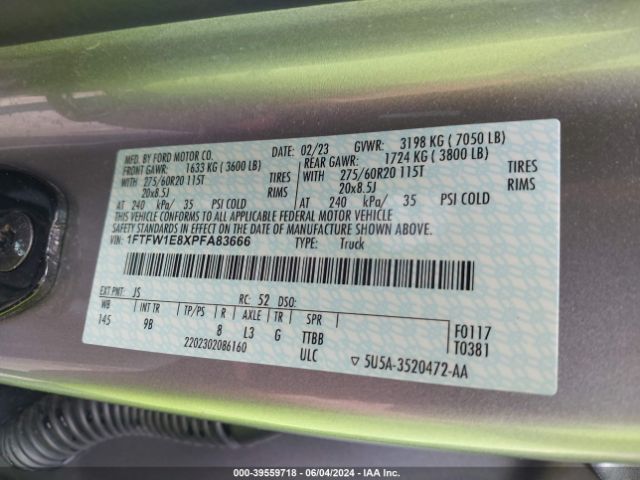 MFD. BY FORD MOTOR CO. DATE: 02/23 GVWR: 3198 KG ( 7050 LB)
FRONT GAWR: 1633 KG ( 3600 LB) REAR GAWR: 1724 KG ( 3800 LB)
WITH 275/60R20 115T TIRES WITH 275/60R20 115T TIRES
20x8.5J RIMS 20x8.5J RIMS
AT 240 kPa/ 35 PSI COLD AT 240 kPa/ 35 PSI COLD
THIS VEHICLE CONFORMS TO ALL APPLICABLE FEDERAL MOTOR VEHICLE
SAFETY STANDARDS IN EFFECT ON THE DATE OF MANUFACTURE SHOWN ABOVE.
VIN: 1FTFW1E8XPFA83666 TYPE: Truck
EXT PNT: JS RC: 52 DSO:
WB INT TR TP/PS R AXLE TR SPR F0117
145 9B 8 L3 G TTBB T0381
2202302086160 ULC ▽ 5U5A-3520472-AA
000-39559718 - 06/04/2024 - IAA Inc.